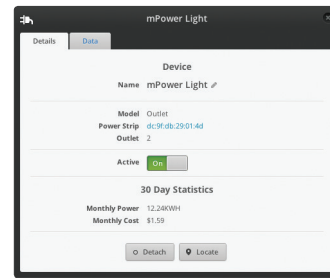 mPower Light
Details
Data
Device
Name mPower Light
Model Outlet
Power Strip dc:9f:db:29:01:4d
Outlet 2
Active On
30 Day Statistics
Monthly Power 12.24KWH
Monthly Cost $1.59
Detach
Locate